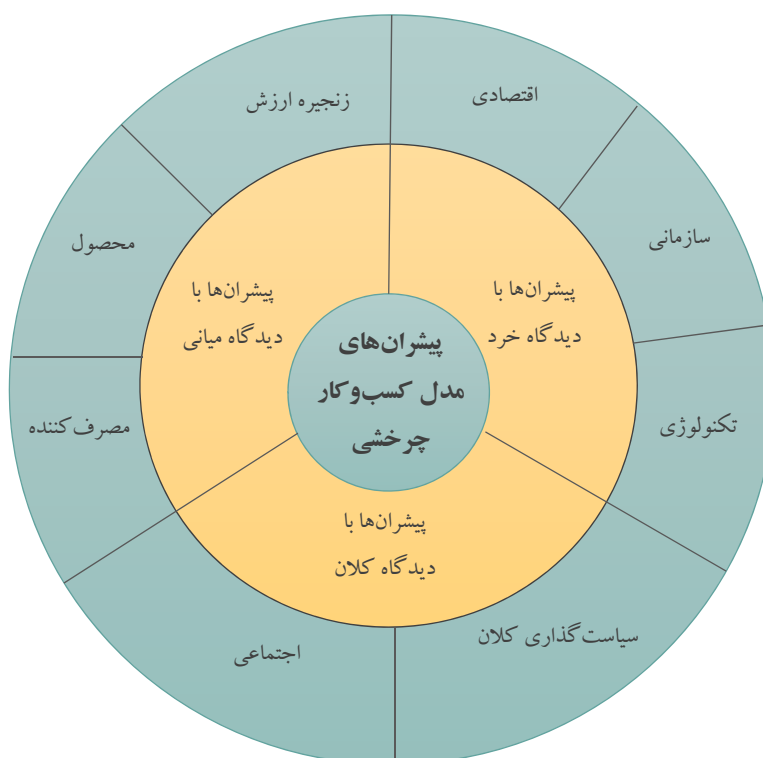 اقتصادی
زنجیره ارزش
سازمانی
محصول
پیشران‌ها با
دیدگاه خرد
پیشران‌ها با
دیدگاه میانی
پیشران‌های
مدل کسب‌وکار
چرخشی
تکنولوژی
مصرف‌کننده
پیشران‌ها با
دیدگاه کلان
سیاست‌گذاری کلان
اجتماعی